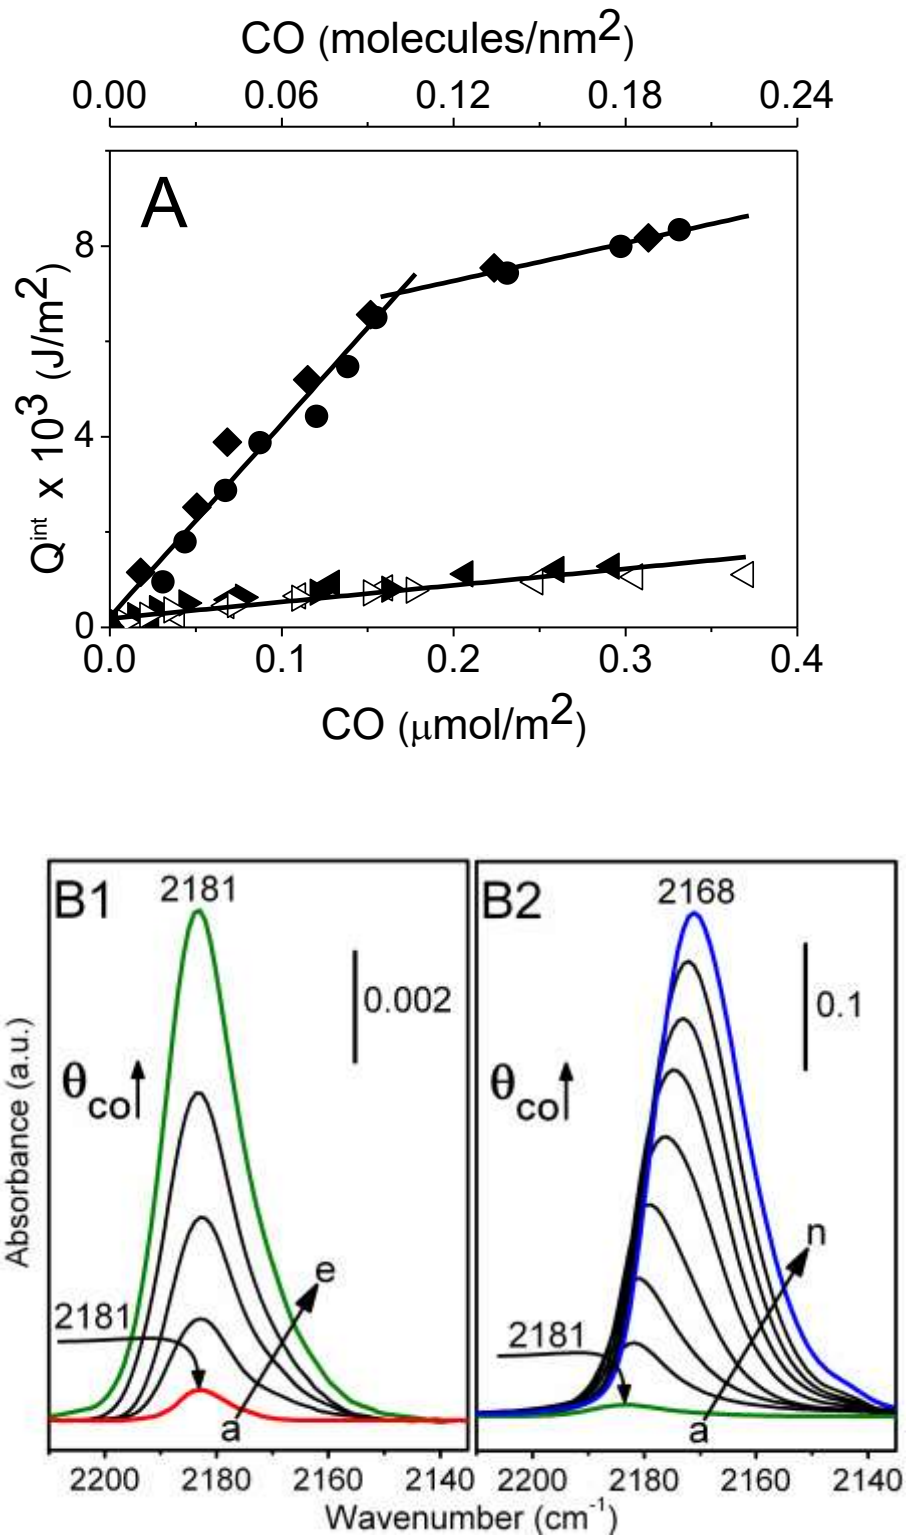 CO (molecules/nm²)
0.00 0.06 0.12 0.18 0.24
A
8
4
0
Q^int x 10³ (J/m²)
0.0 0.1 0.2 0.3 0.4
CO (μmol/m²)
B1 2181
0.002
θco
e
2181
a
B2 2168
0.1
θco
n
2181
a
Absorbance (a.u.)
2200 2180 2160 2140 2200 2180 2160 2140
Wavenumber (cm⁻¹)